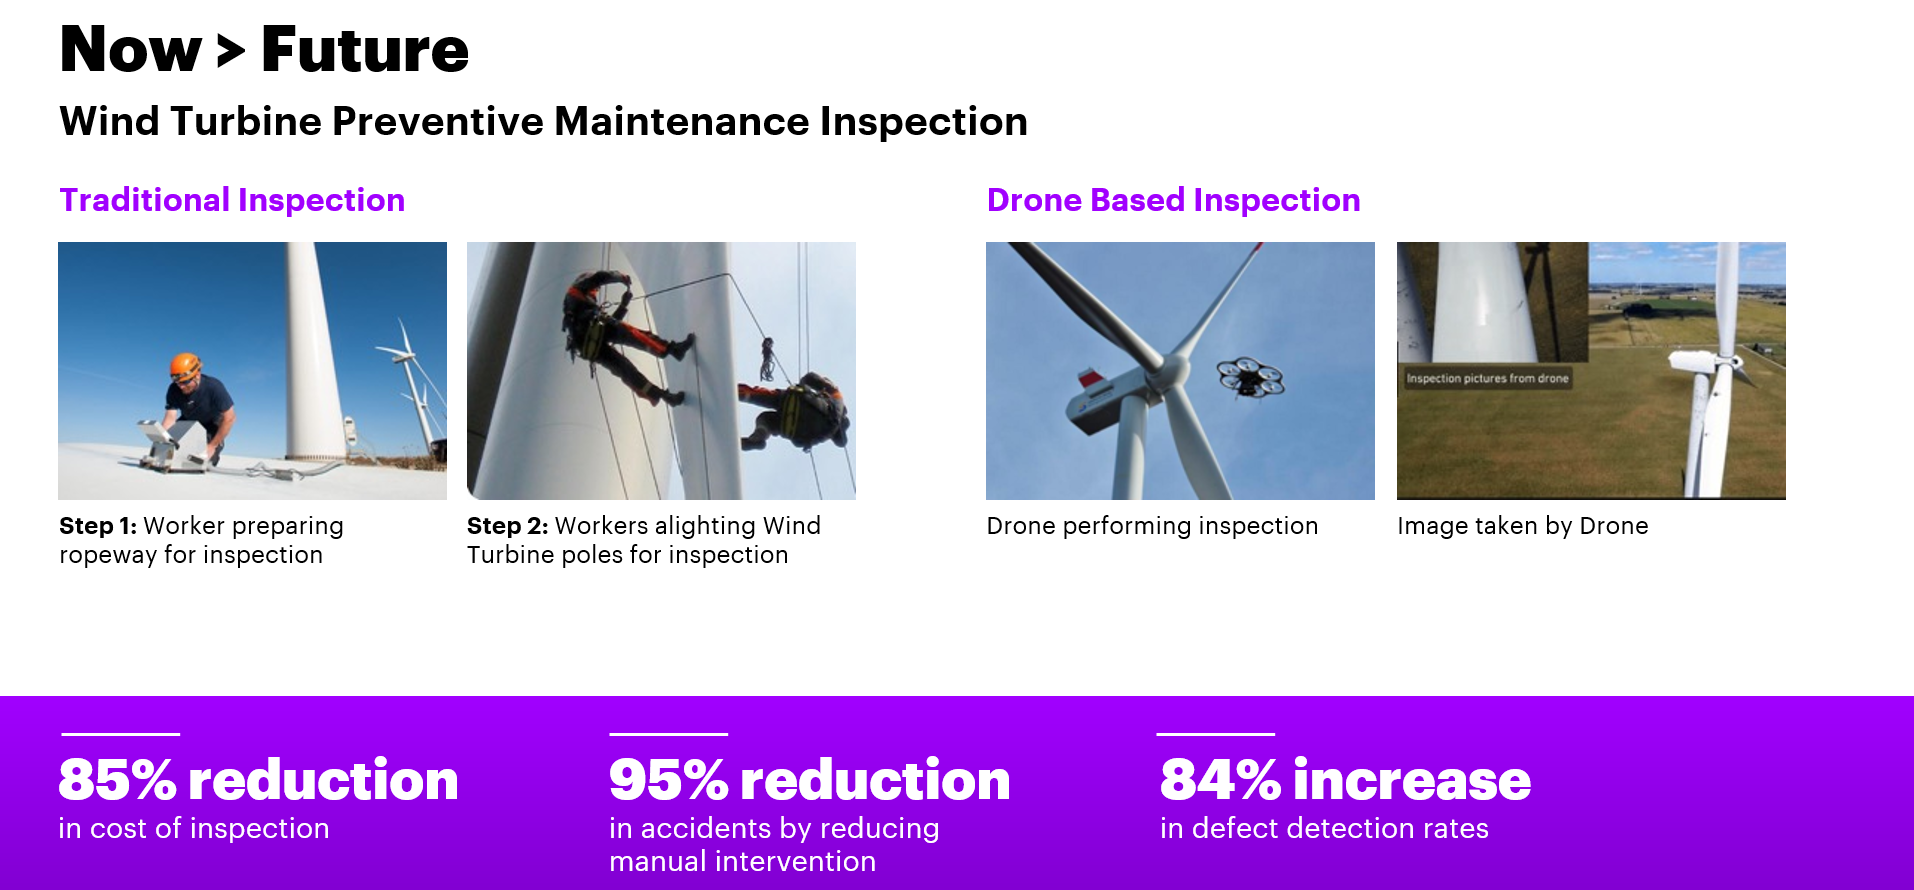 Now > Future
Wind Turbine Preventive Maintenance Inspection
Traditional Inspection
Step 1: Worker preparing
ropeway for inspection
Step 2: Workers alighting Wind
Turbine poles for inspection
Drone Based Inspection
Inspection pictures from drone
Drone performing inspection
Image taken by Drone
85% reduction
in cost of inspection
95% reduction
in accidents by reducing
manual intervention
84% increase
in defect detection rates